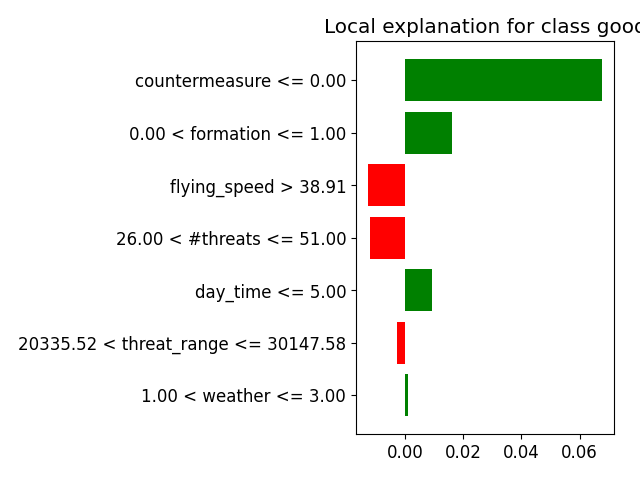 Local explanation for class good
countermeasure <= 0.00
0.00 < formation <= 1.00
flying_speed > 38.91
26.00 < #threats <= 51.00
day_time <= 5.00
20335.52 < threat_range <= 30147.58
1.00 < weather <= 3.00
0.00 0.02 0.04 0.06